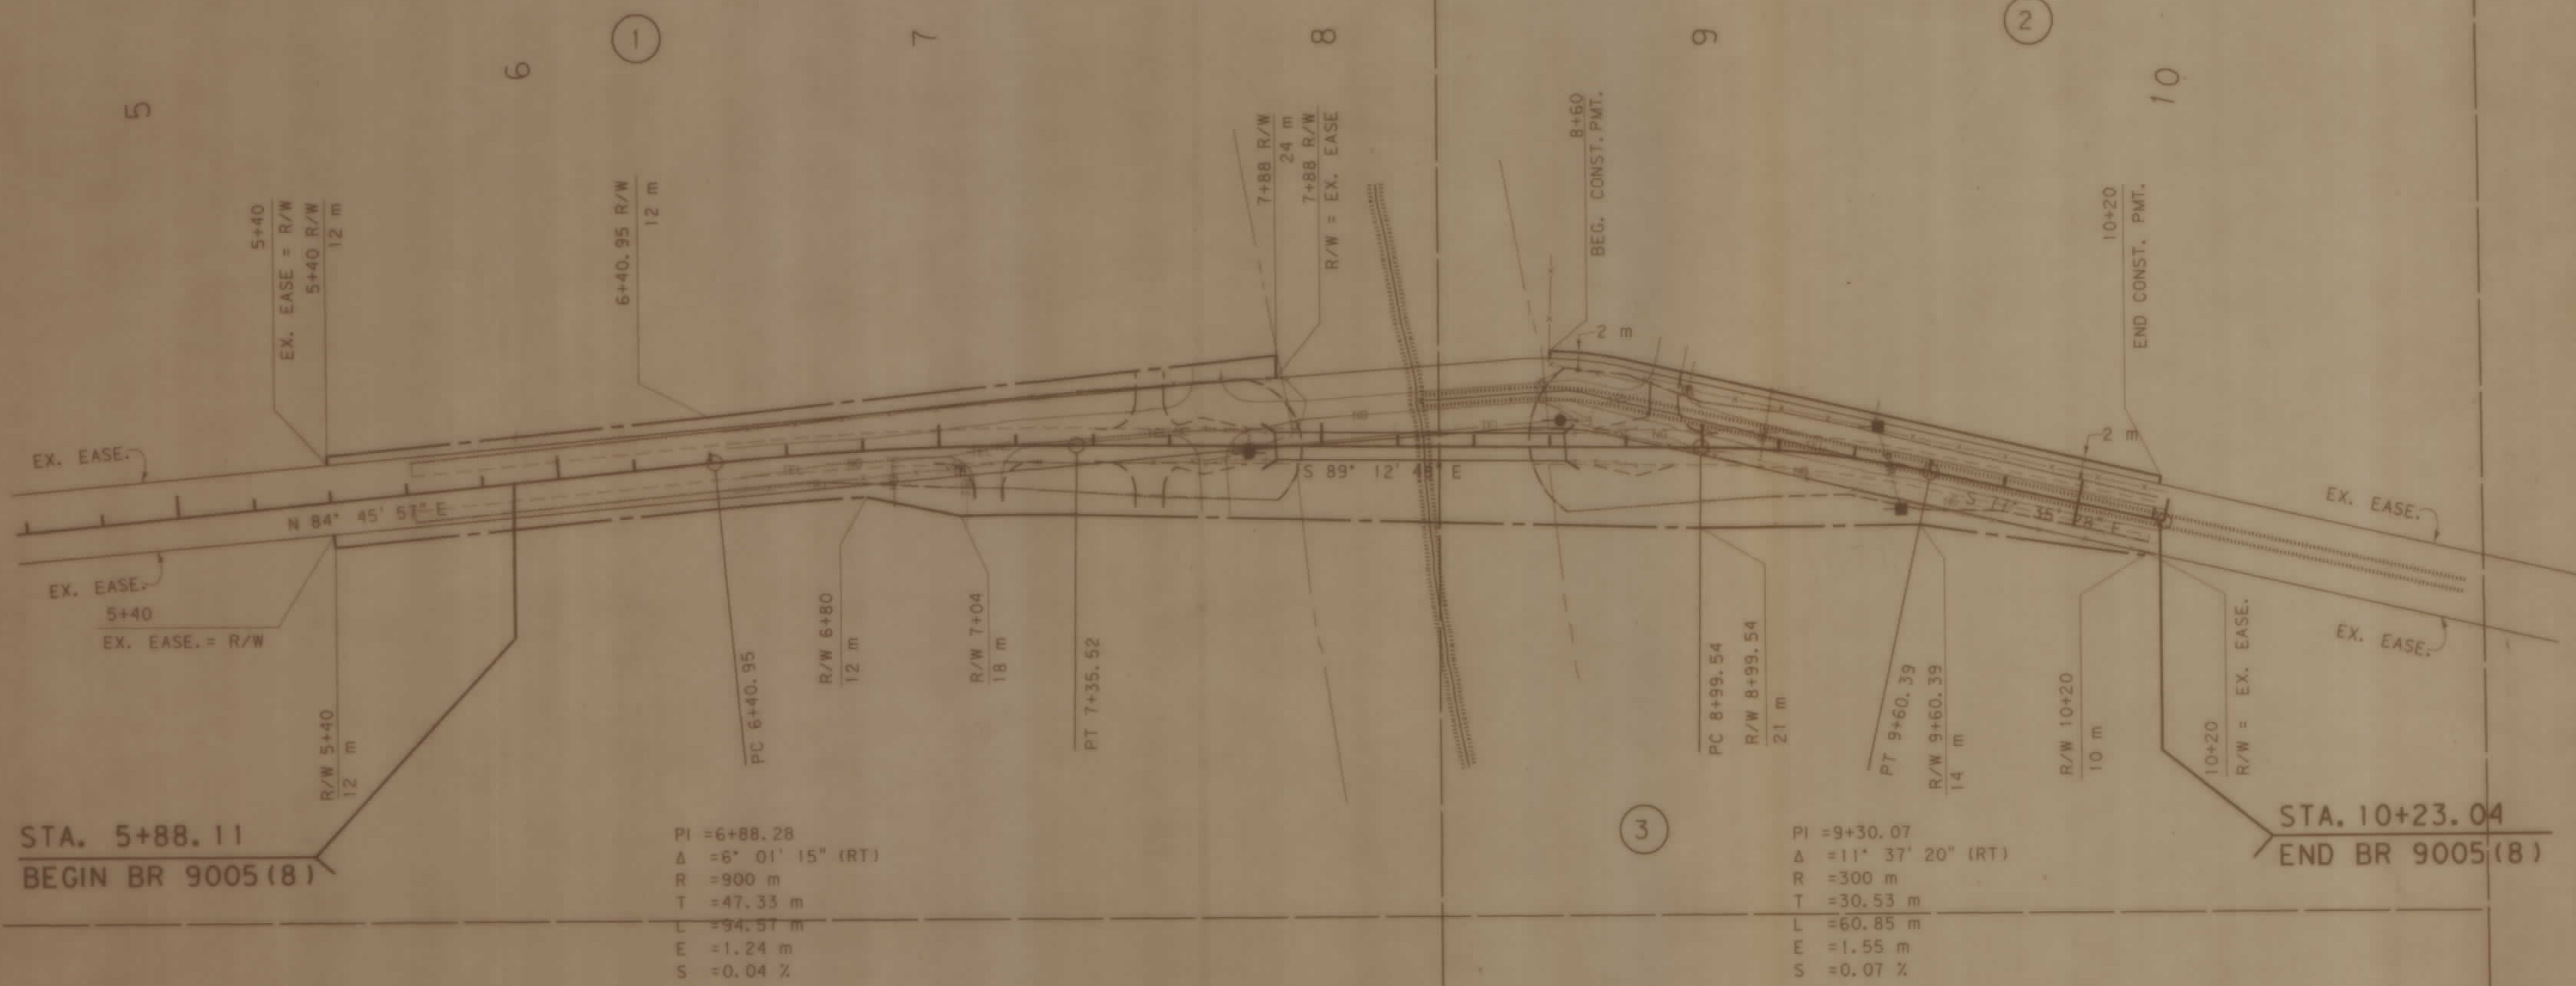 5
6
1
7
8
9
2
10
5+40
EX. EASE = R/W
5+40 R/W
12 m
6+40.95 R/W
12 m
7+88 R/W
24 m
7+88 R/W
R/W = EX. EASE
8+60
BEG. CONST. PMT.
10+20
END CONST. PMT.
2 m
2 m
EX. EASE.
N 84° 45' 57" E
S 89° 12' 48" E
EX. EASE.
EX. EASE.
5+40
EX. EASE. = R/W
EX. EASE.
R/W 5+40
12 m
PC 6+40.95
R/W 6+80
12 m
R/W 7+04
18 m
PT 7+35.52
PC 8+99.54
R/W 8+99.54
21 m
PT 9+60.39
R/W 9+60.39
14 m
R/W 10+20
10 m
10+20
R/W = EX. EASE.
STA. 5+88.11
BEGIN BR 9005(8)
PI =6+88.28
Δ =6° 01' 15" (RT)
R =900 m
T =47.33 m
L =94.57 m
E =1.24 m
S =0.04 %
3
PI =9+30.07
Δ =11° 37' 20" (RT)
R =300 m
T =30.53 m
L =60.85 m
E =1.55 m
S =0.07 %
STA. 10+23.04
END BR 9005(8)